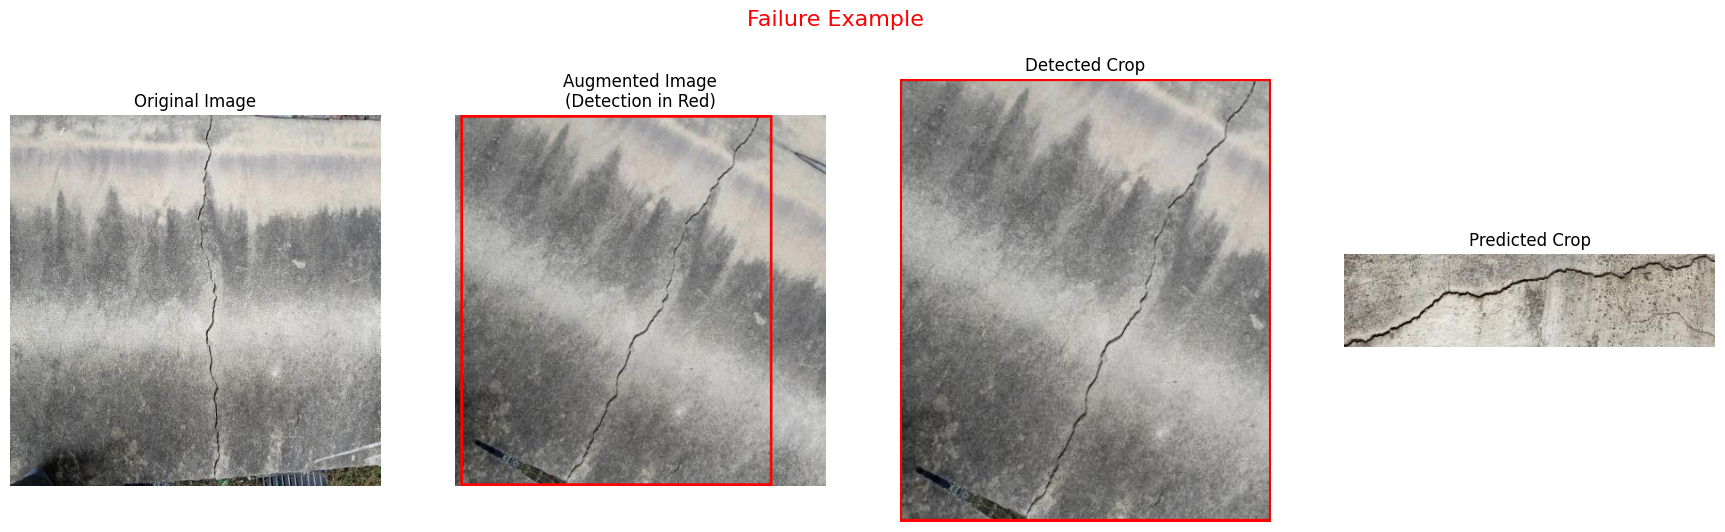 Failure Example
Original Image
Augmented Image
(Detection in Red)
Detected Crop
Predicted Crop